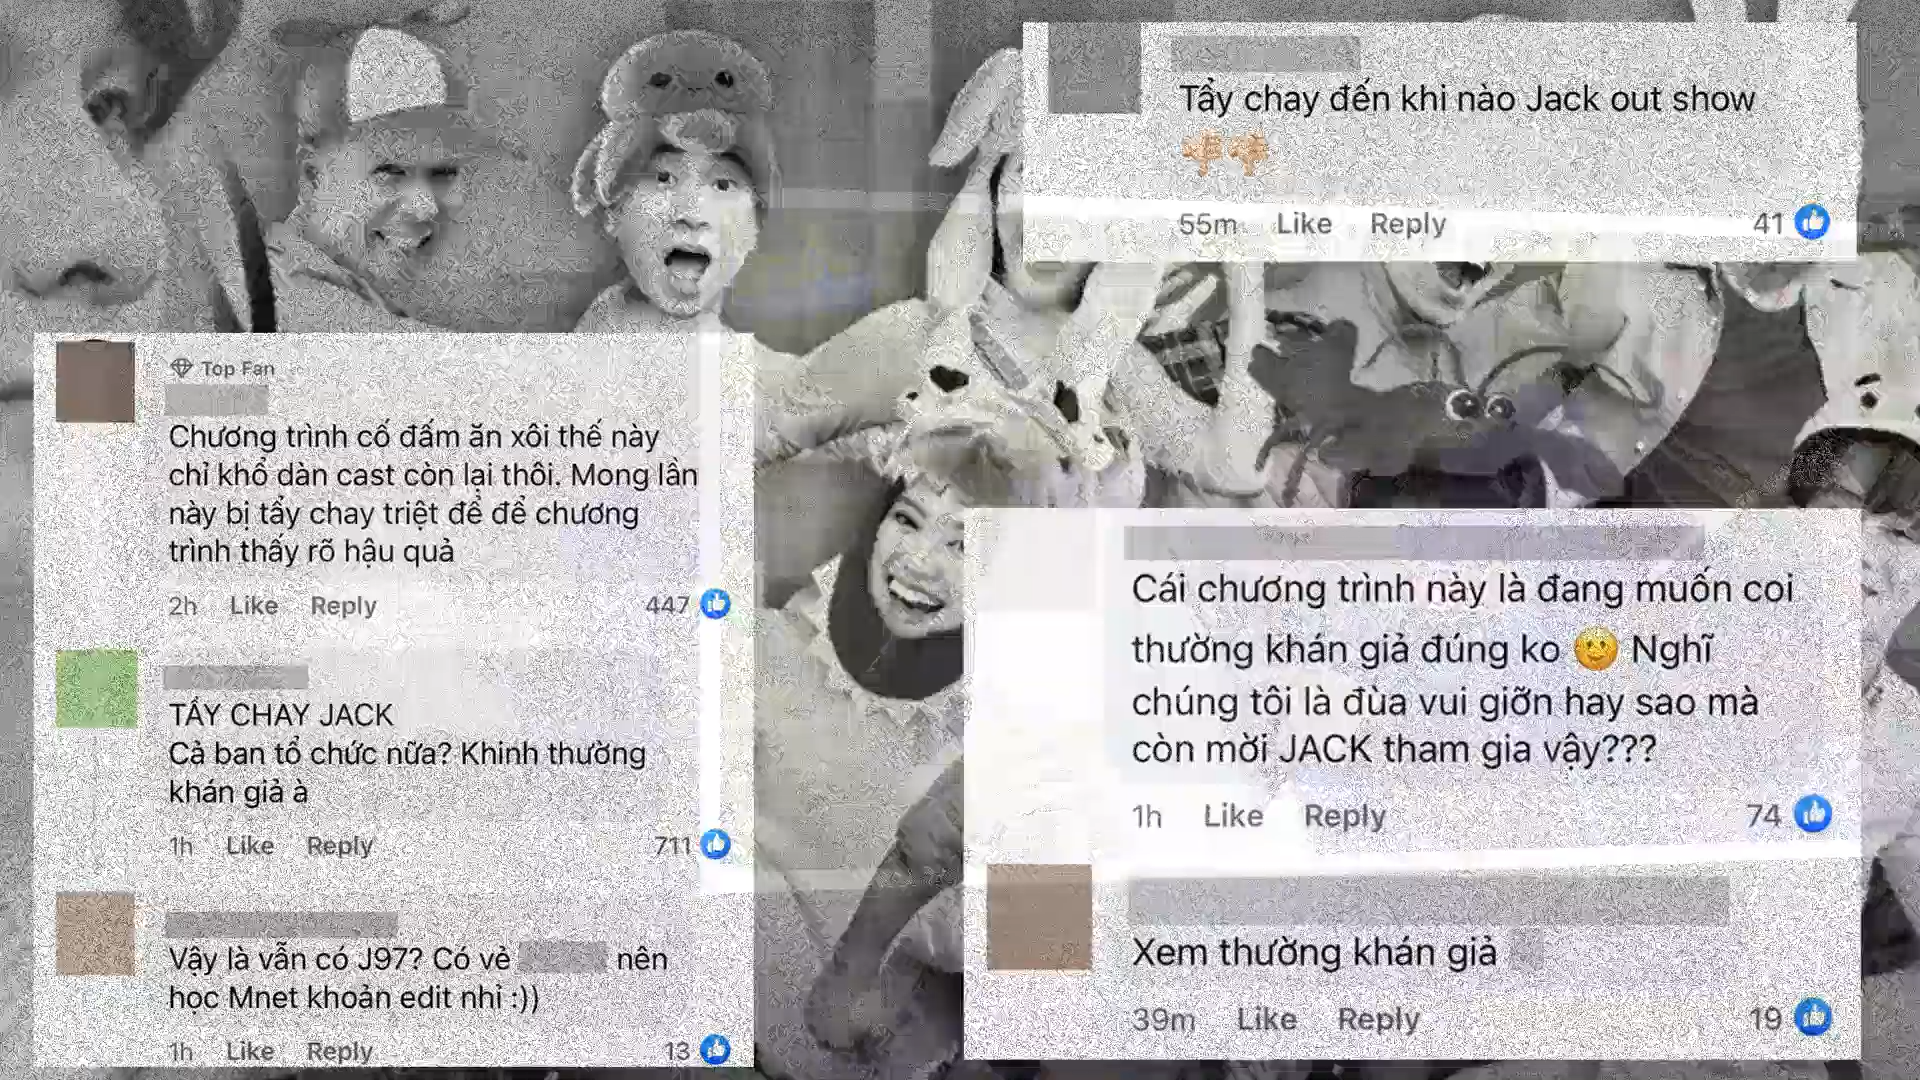 Top Fan
Chương trình cố đấm ăn xôi thế này
chỉ khổ dàn cast còn lại thôi. Mong lần
này bị tẩy chay triệt để để chương
trình thấy rõ hậu quả
2h Like Reply 447
TẨY CHAY JACK
Cả ban tổ chức nữa? Khinh thường
khán giả à
1h Like Reply 711
Vậy là vẫn có J97? Có vẻ nên
học Mnet khoản edit nhỉ :))
1h Like Reply 13
Tẩy chay đến khi nào Jack out show
55m Like Reply 41
Cái chương trình này là đang muốn coi
thường khán giả đúng ko 🙂 Nghĩ
chúng tôi là đùa vui giỡn hay sao mà
còn mời JACK tham gia vậy???
1h Like Reply 74
Xem thường khán giả
39m Like Reply 19